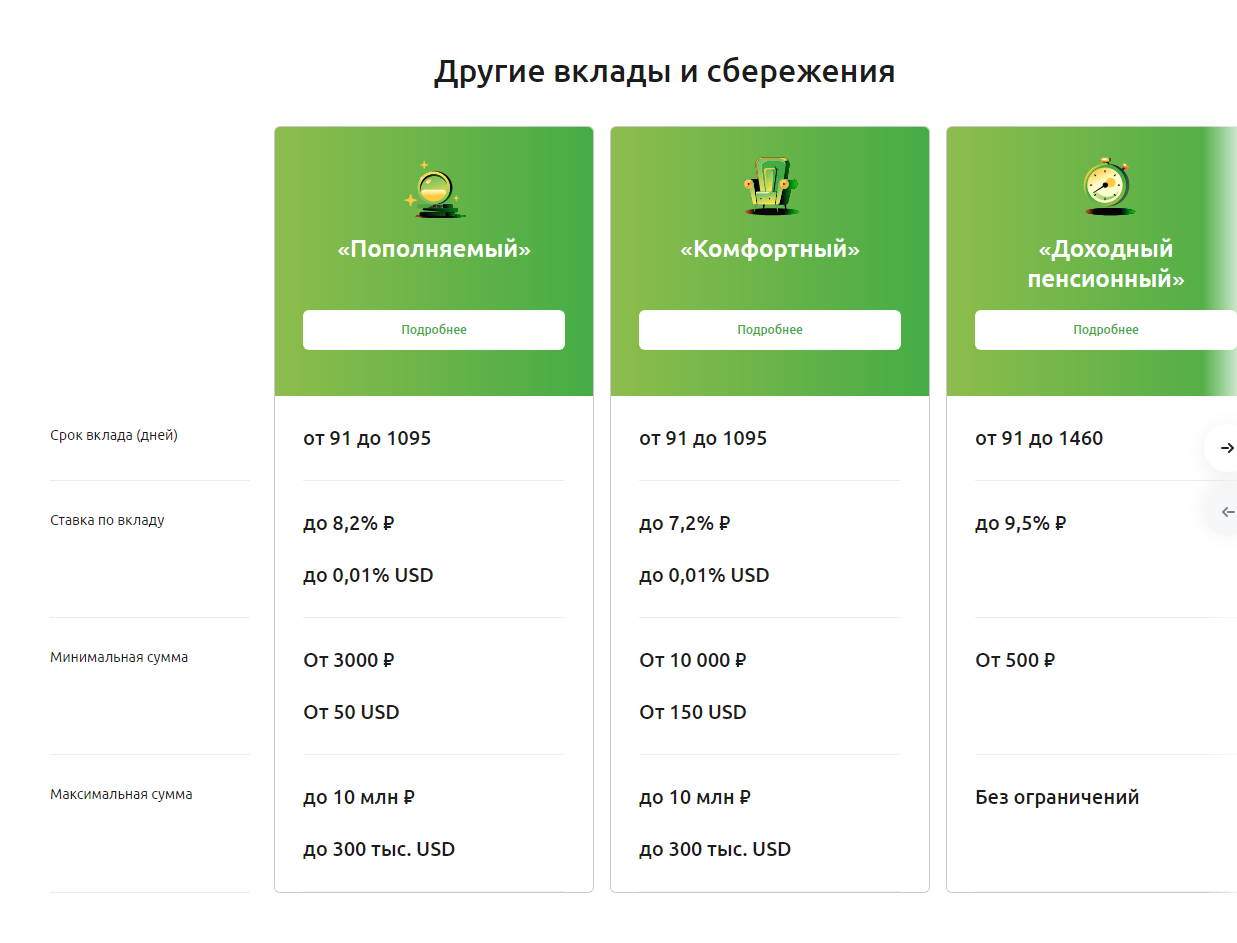 Другие вклады и сбережения
«Пополняемый»
«Комфортный»
«Доходный
пенсионный»
Подробнее
Подробнее
Подробнее
Срок вклада (дней)
от 91 до 1095
от 91 до 1095
от 91 до 1460
Ставка по вкладу
до 8,2% ₽
до 7,2% ₽
до 9,5% ₽
до 0,01% USD
до 0,01% USD
Минимальная сумма
От 3000 ₽
От 10 000 ₽
От 500 ₽
От 50 USD
От 150 USD
Максимальная сумма
до 10 млн ₽
до 10 млн ₽
Без ограничений
до 300 тыс. USD
до 300 тыс. USD